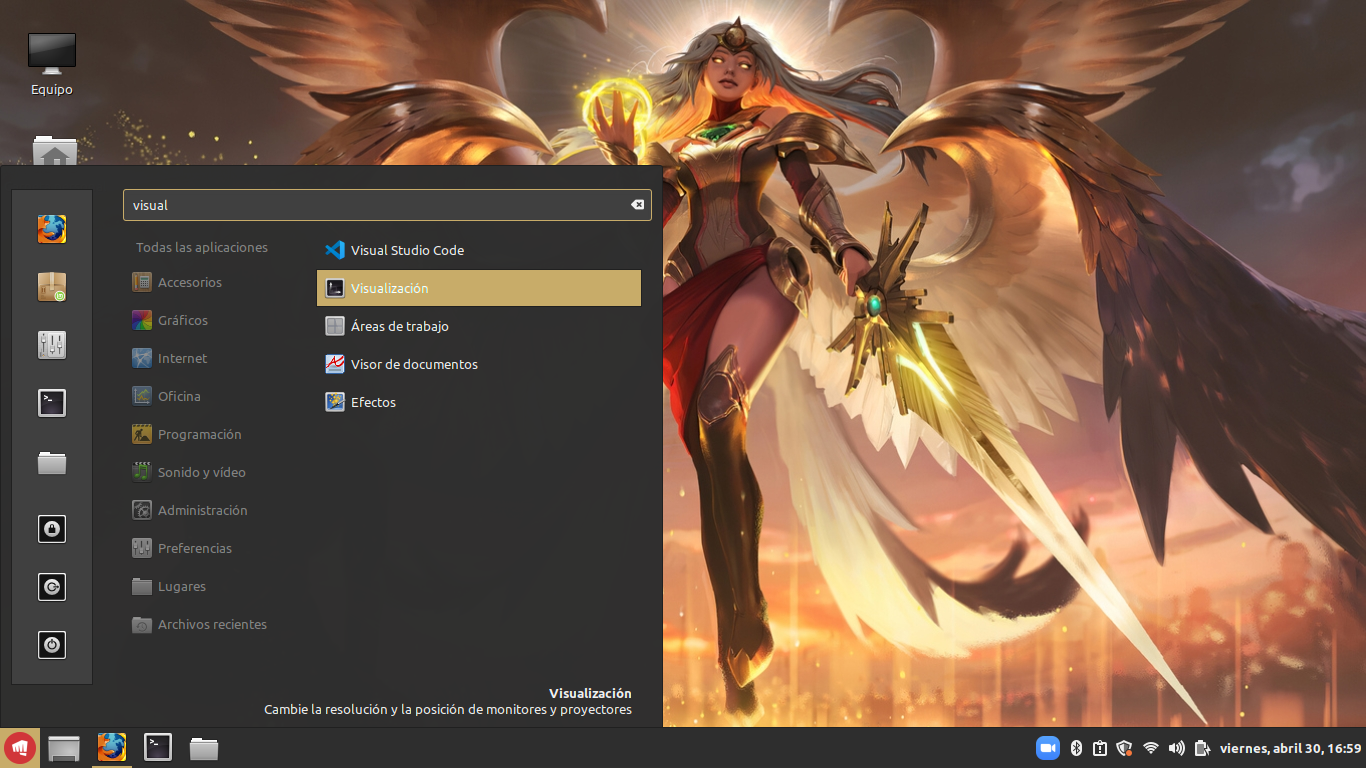 Equipo
visual
Todas las aplicaciones
Accesorios
Gráficos
Internet
Oficina
Programación
Sonido y vídeo
Administración
Preferencias
Lugares
Archivos recientes
Visual Studio Code
Visualización
Áreas de trabajo
Visor de documentos
Efectos
Visualización
Cambie la resolución y la posición de monitores y proyectores
viernes, abril 30, 16:59